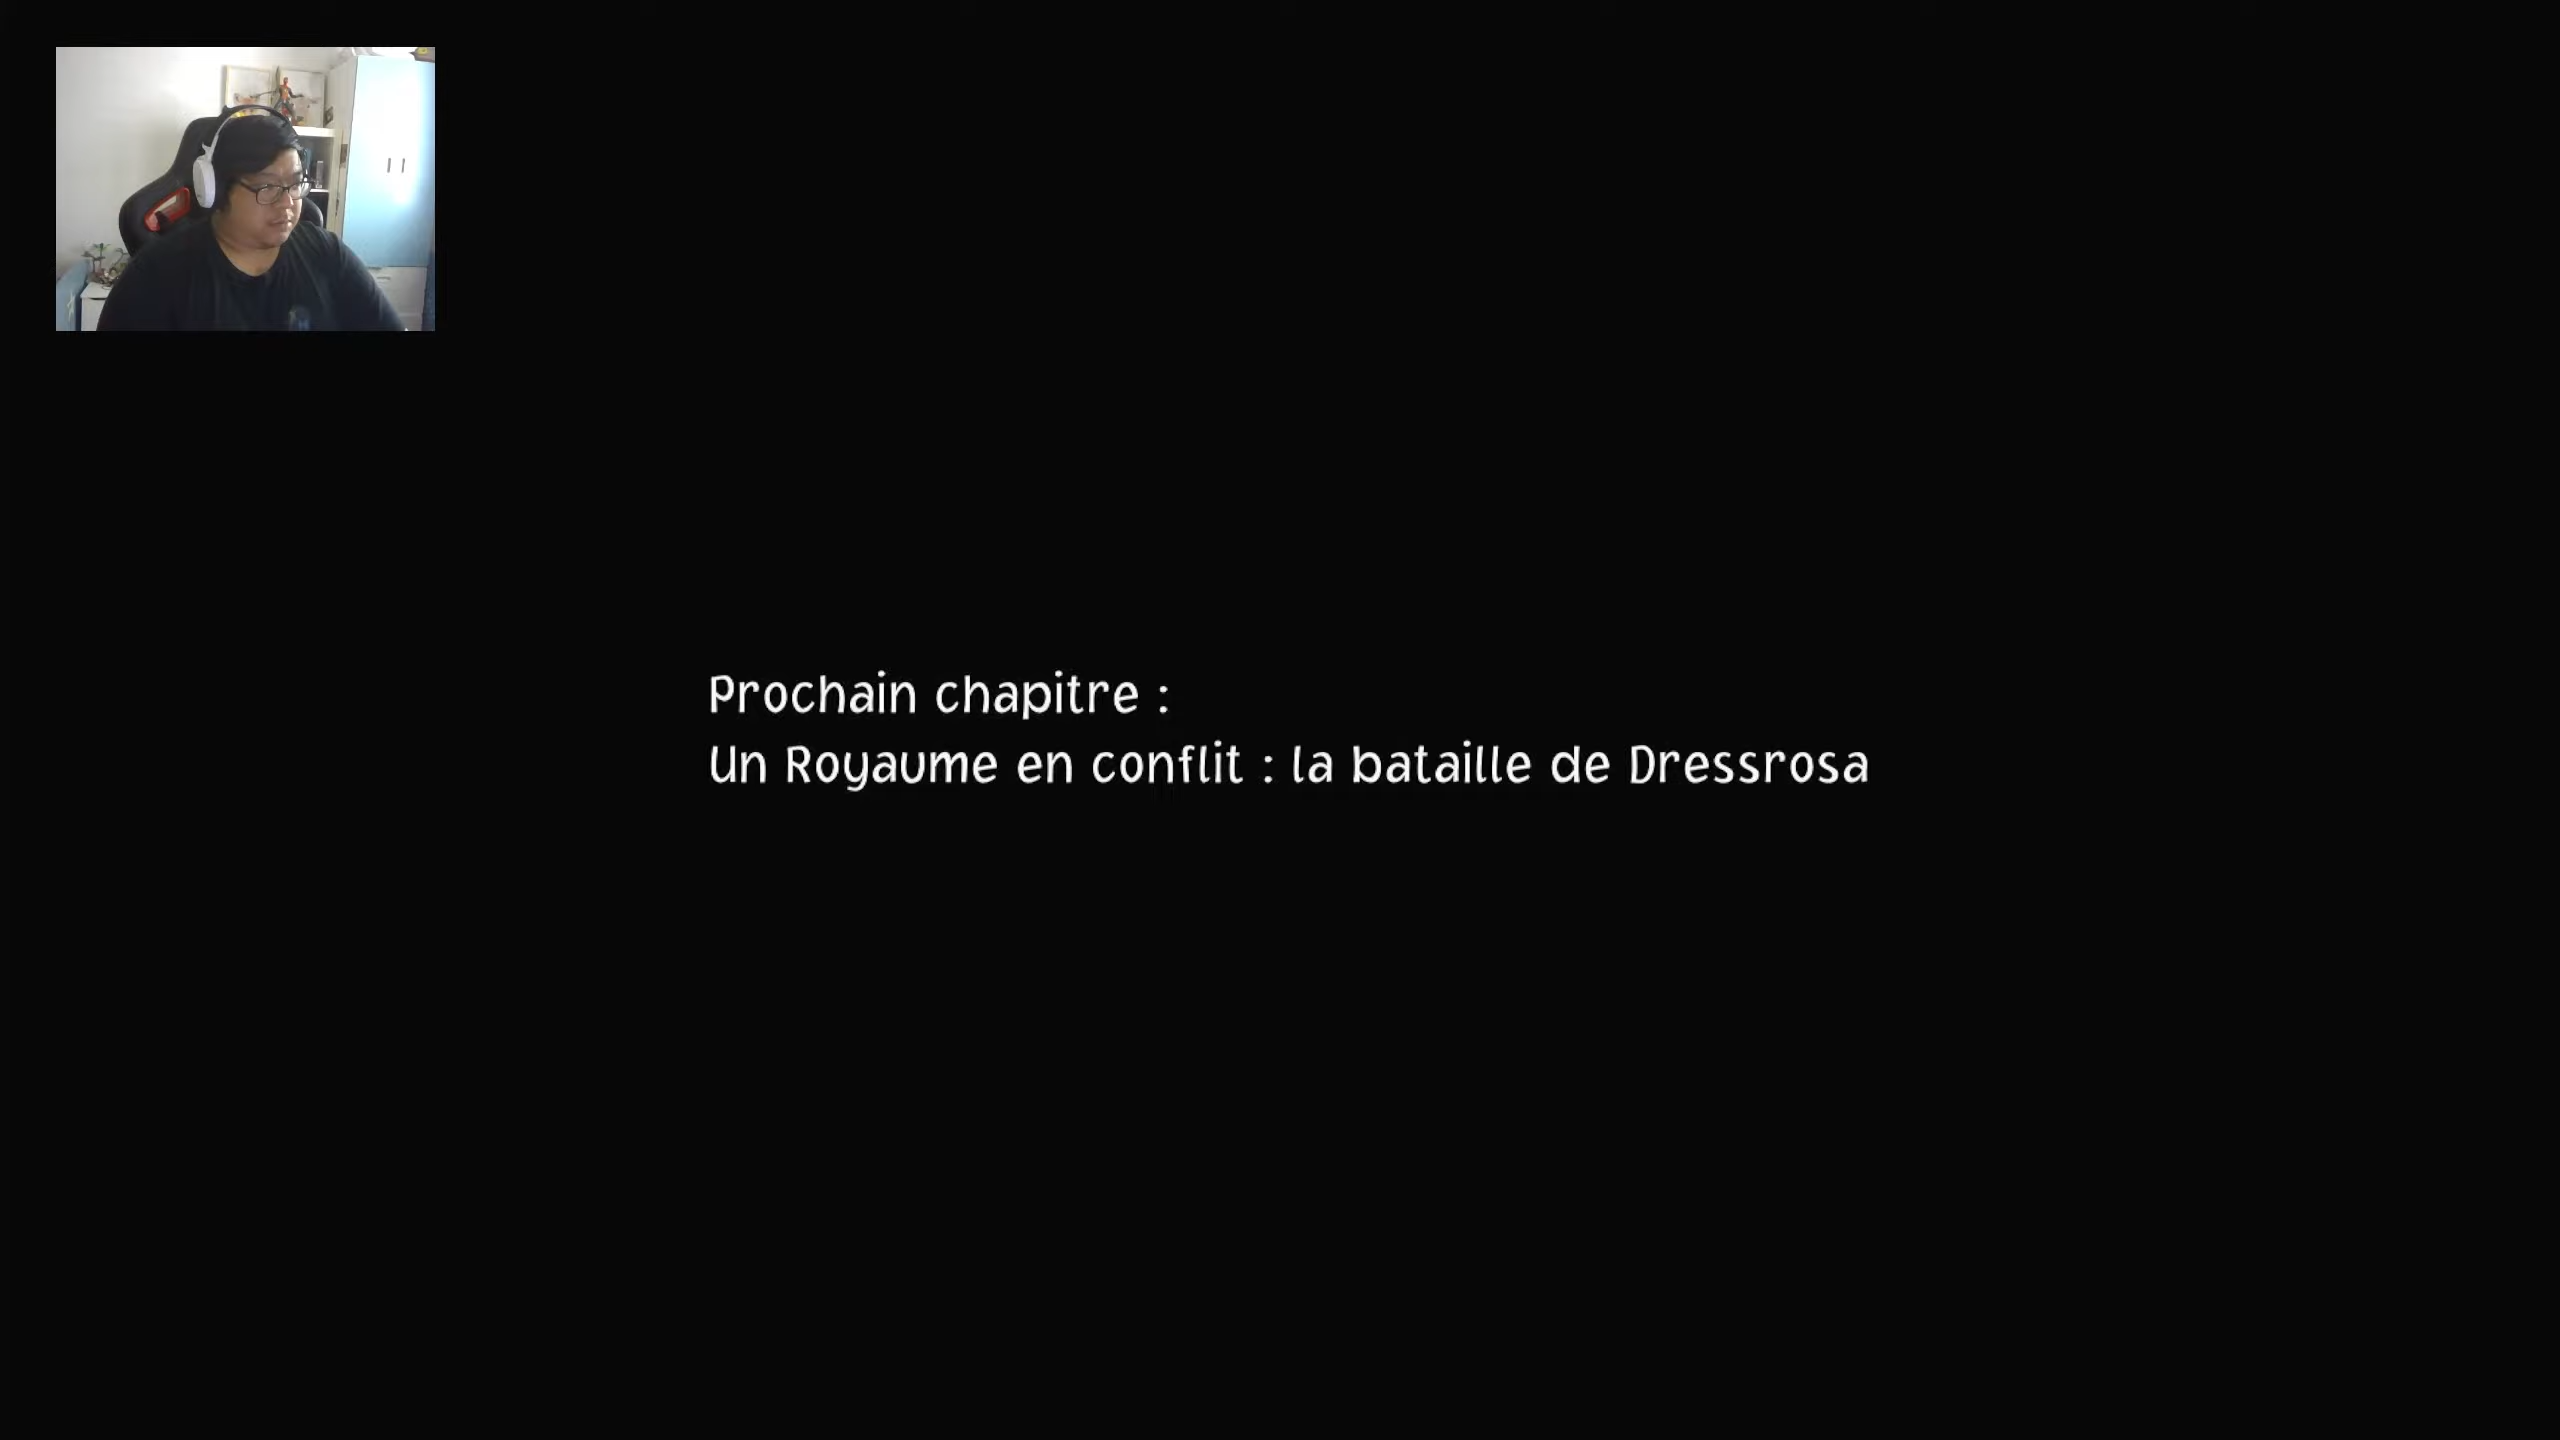 Prochain chapitre :
Un Royaume en conflit : la bataille de Dressrosa